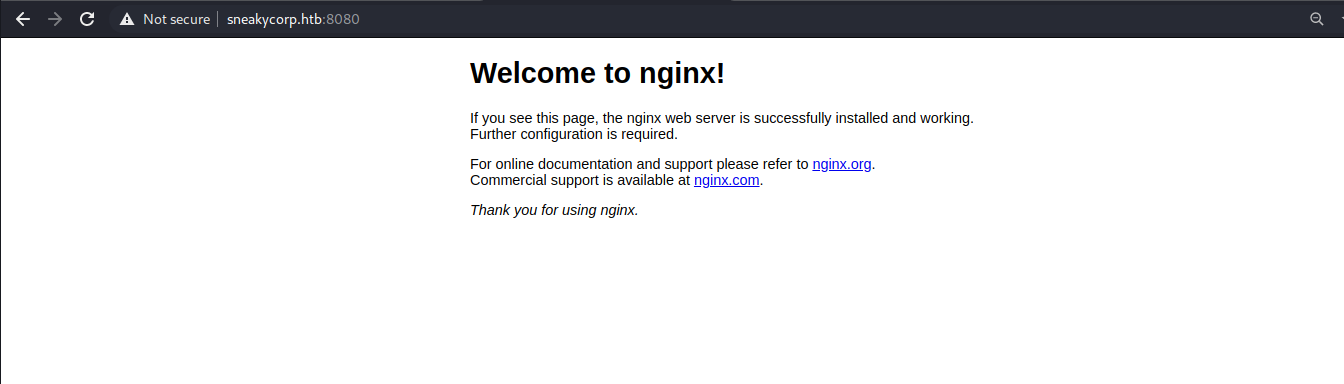 Not secure sneakycorp.htb:8080
Welcome to nginx!
If you see this page, the nginx web server is successfully installed and working.
Further configuration is required.
For online documentation and support please refer to nginx.org.
Commercial support is available at nginx.com.
Thank you for using nginx.